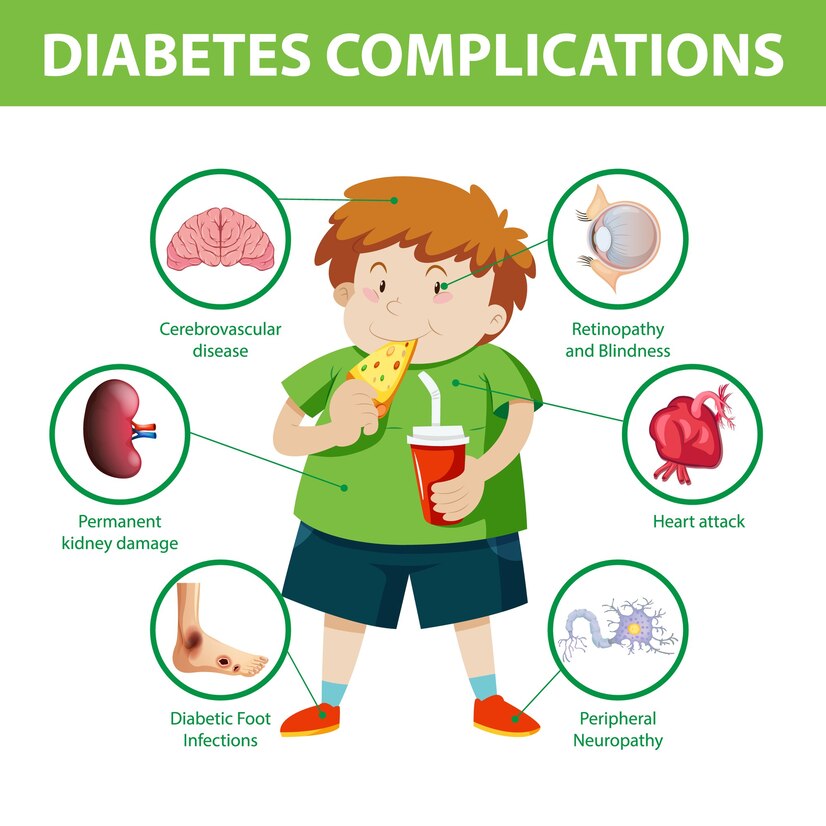 DIABETES COMPLICATIONS
Cerebrovascular
disease
Retinopathy
and Blindness
Permanent
kidney damage
Heart attack
Diabetic Foot
Infections
Peripheral
Neuropathy